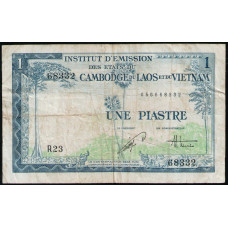 INSTITUT D'EMISSION
1 DES ETATS DU 1
68332 CAMBODGE DU LAOS ET DU VIETNAM
UNE PIASTRE
R23 68332